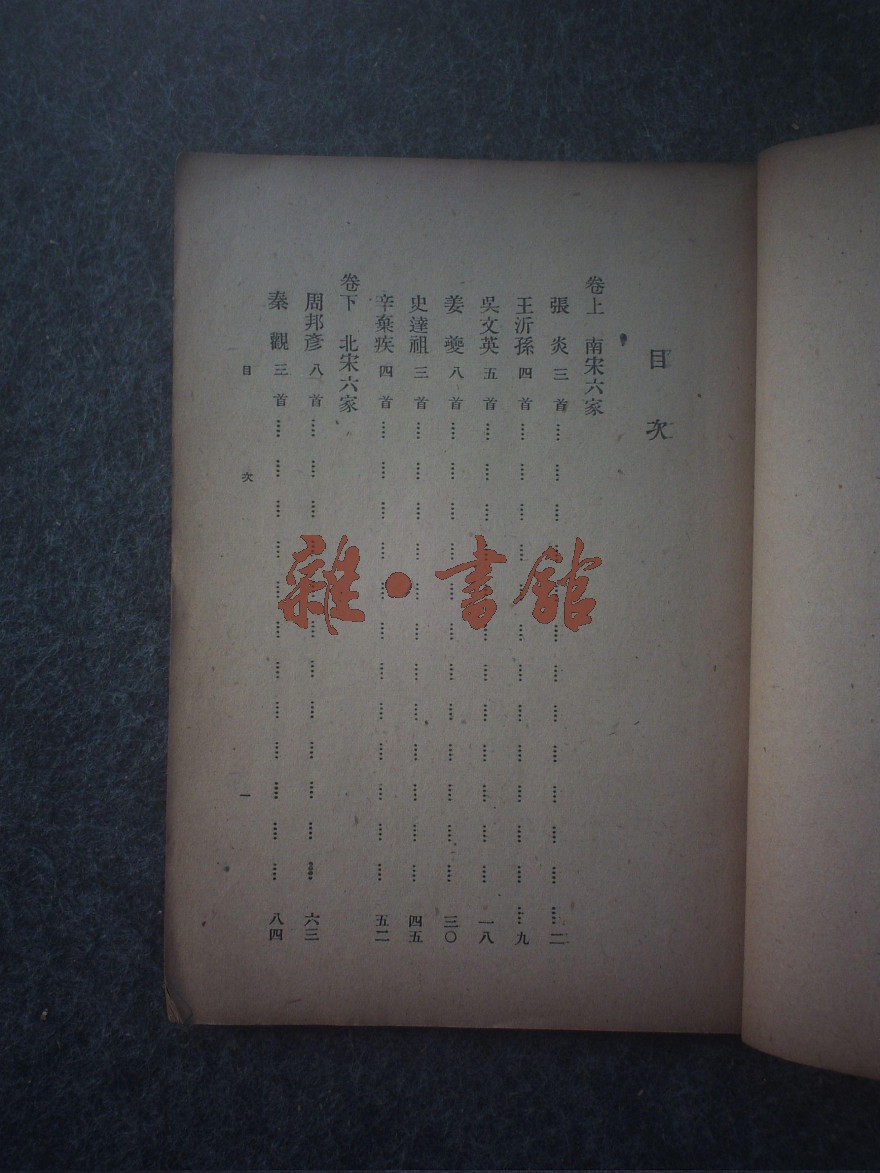 目次
卷上 南宋六家
張炎 三首 ………… 二
王沂孫 四首 ………… 九
吳文英 五首 ………… 一八
姜夔 八首 ………… 三〇
史達祖 三首 ………… 四五
辛棄疾 四首 ………… 五二
卷下 北宋六家
周邦彥 八首 ………… 六三
秦觀 三首 ………… 八四
目次 一
雜·書館